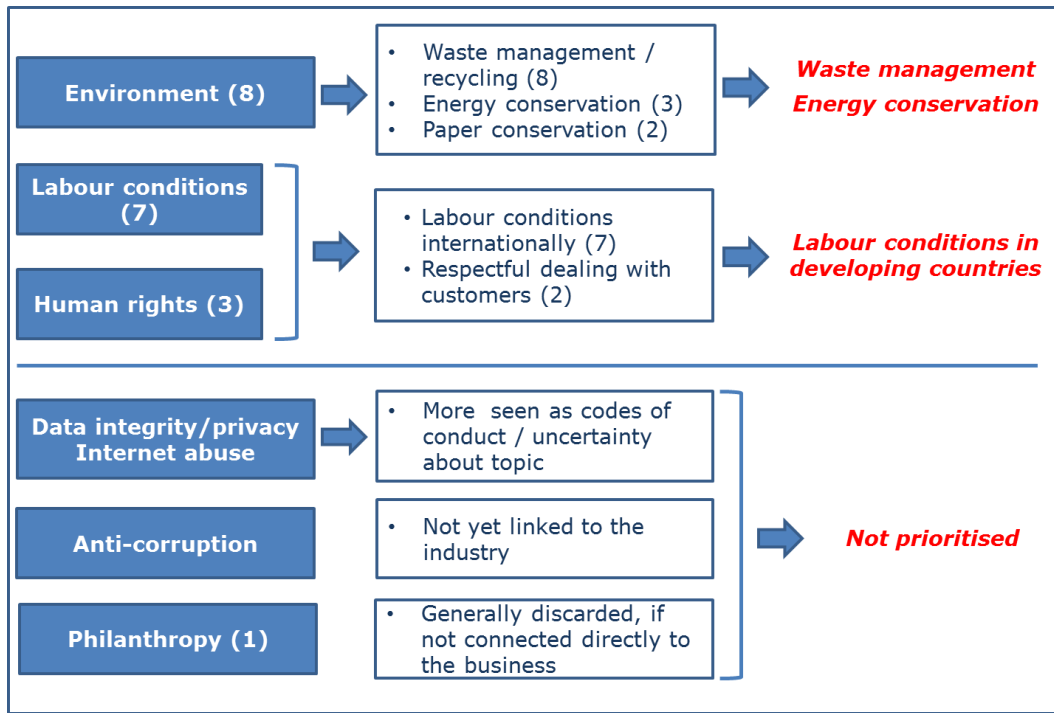 Environment (8)
• Waste management /
recycling (8)
• Energy conservation (3)
• Paper conservation (2)
Waste management
Energy conservation
Labour conditions
(7)
Human rights (3)
• Labour conditions
internationally (7)
• Respectful dealing with
customers (2)
Labour conditions in
developing countries
Data integrity/privacy
Internet abuse
• More seen as codes of
conduct / uncertainty
about topic
Anti-corruption
• Not yet linked to the
industry
Not prioritised
Philanthropy (1)
• Generally discarded, if
not connected directly to
the business